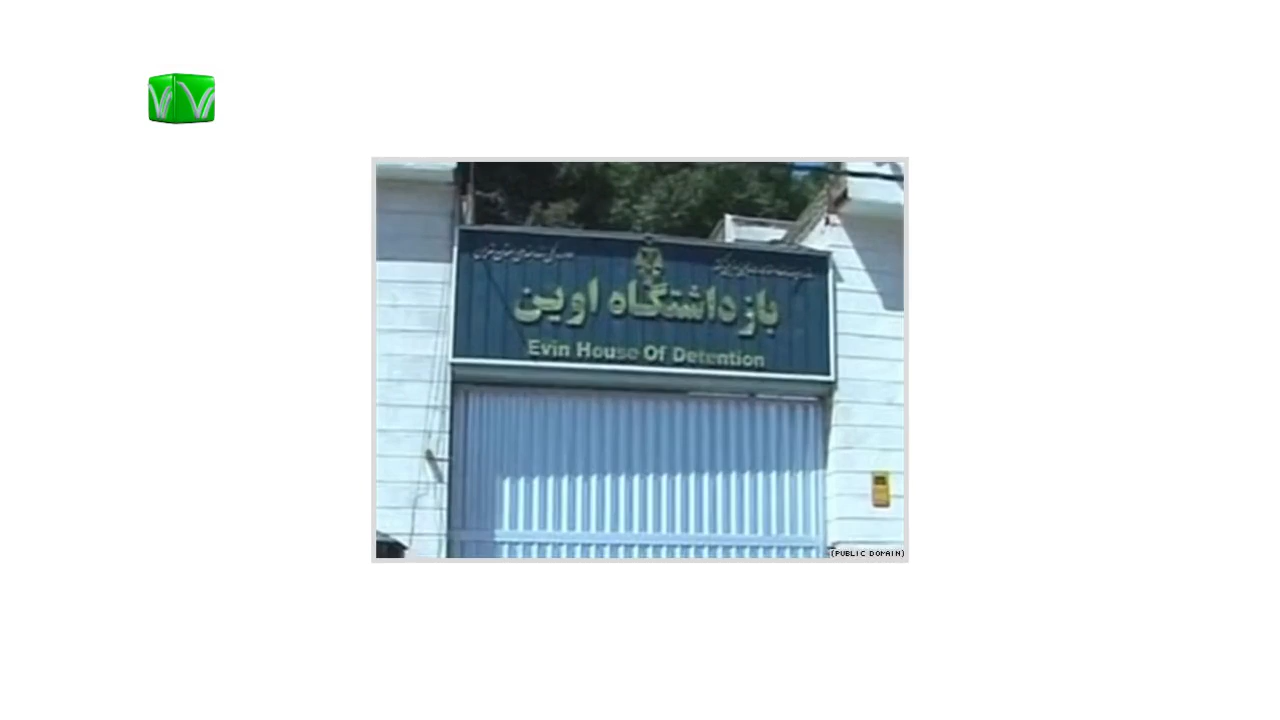 بازداشتگاه اوین
Evin House Of Detention
(PUBLIC DOMAIN)